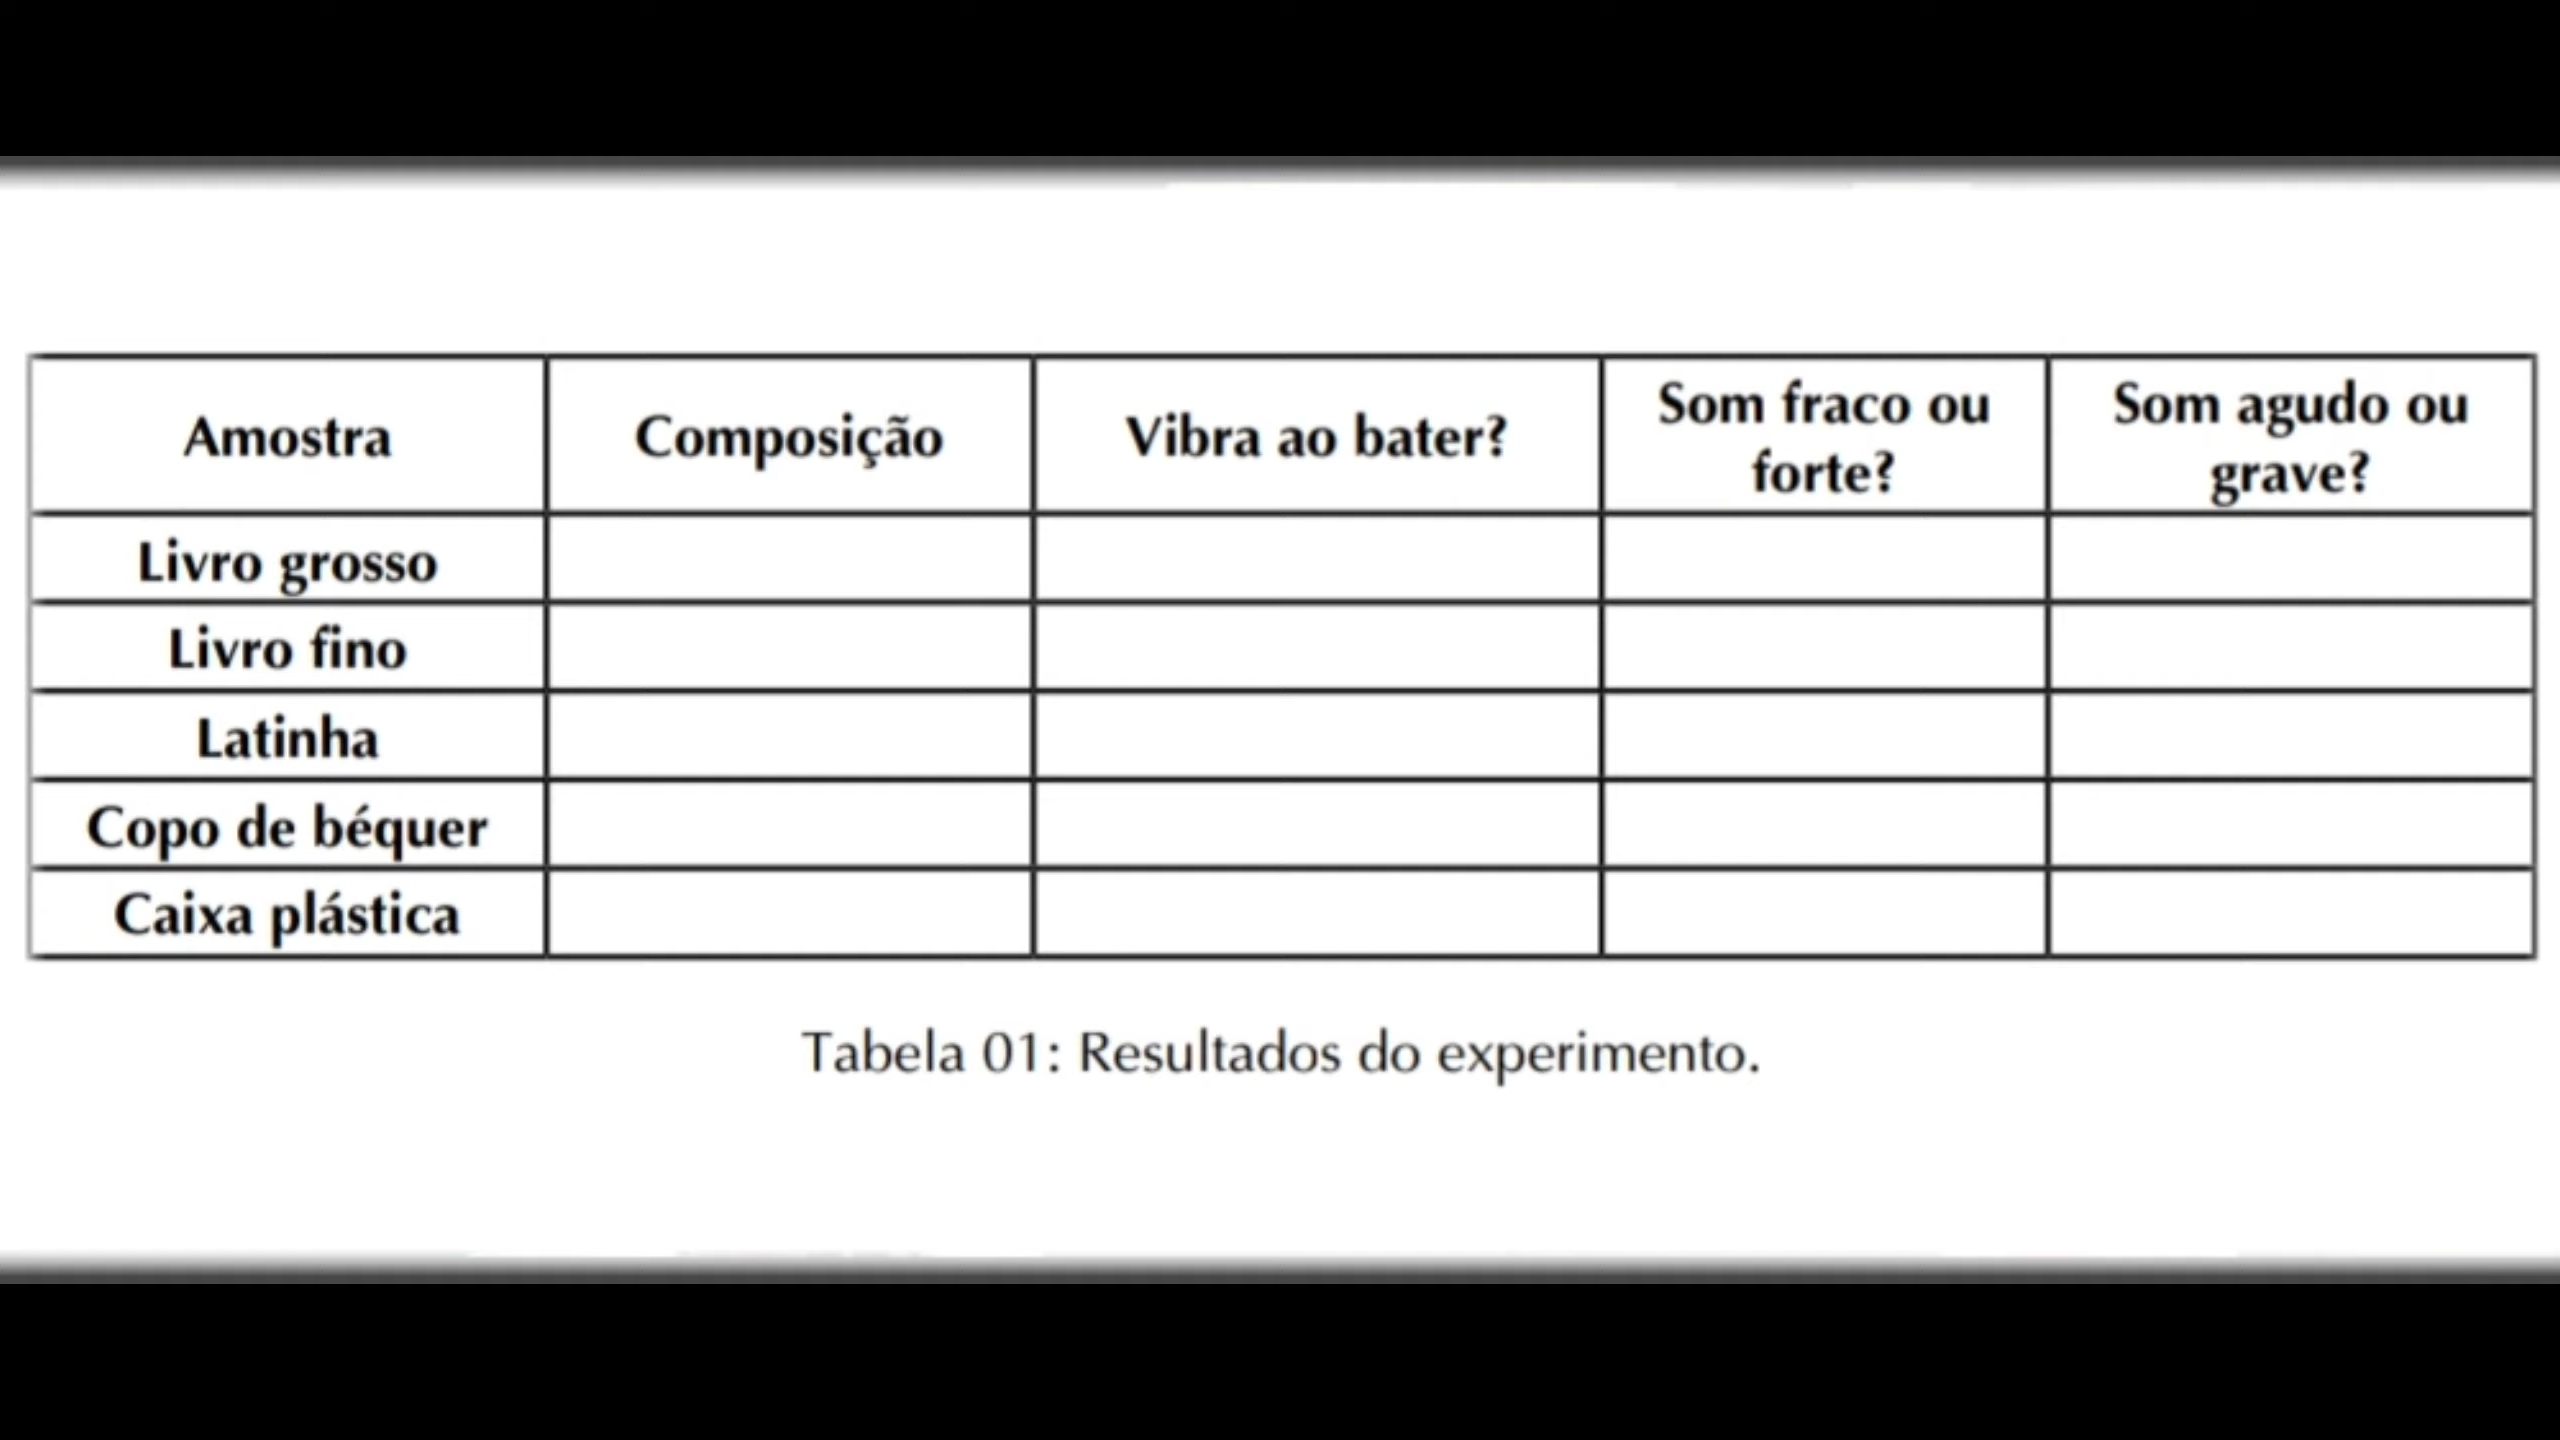 Amostra
Composição
Vibra ao bater?
Som fraco ou
forte?
Som agudo ou
grave?
Livro grosso
Livro fino
Latinha
Copo de béquer
Caixa plástica
Tabela 01: Resultados do experimento.